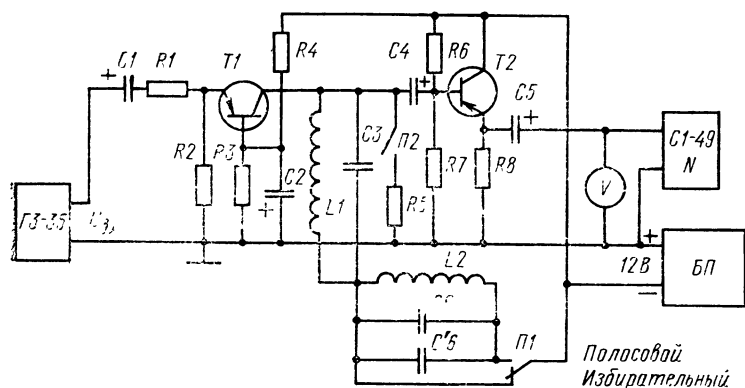 C1
R1
T1
R4
C4
R6
T2
C5
R2
R3
C2
L1
C3
П2
R5
R7
R8
V
C1-49
N
Г3-35
12В
БП
L2
C"6
П1
Полосовой
Избирательный